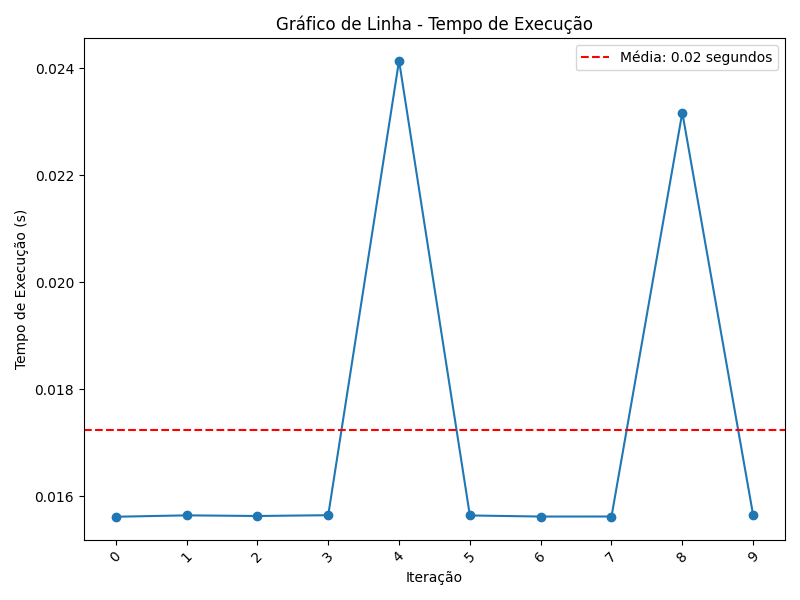 Gráfico de Linha - Tempo de Execução
Média: 0.02 segundos
Tempo de Execução (s)
0.024
0.022
0.020
0.018
0.016
0 1 2 3 4 5 6 7 8 9
Iteração